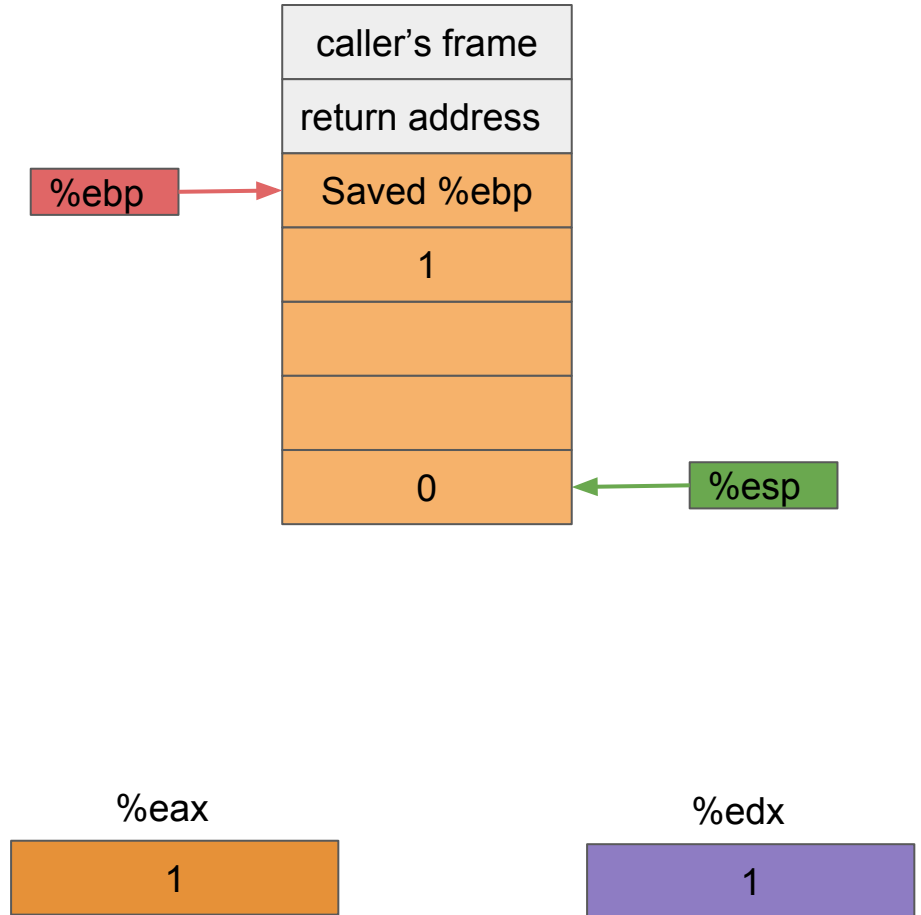 caller’s frame
return address
%ebp
Saved %ebp
1
0
%esp
%eax
%edx
1
1